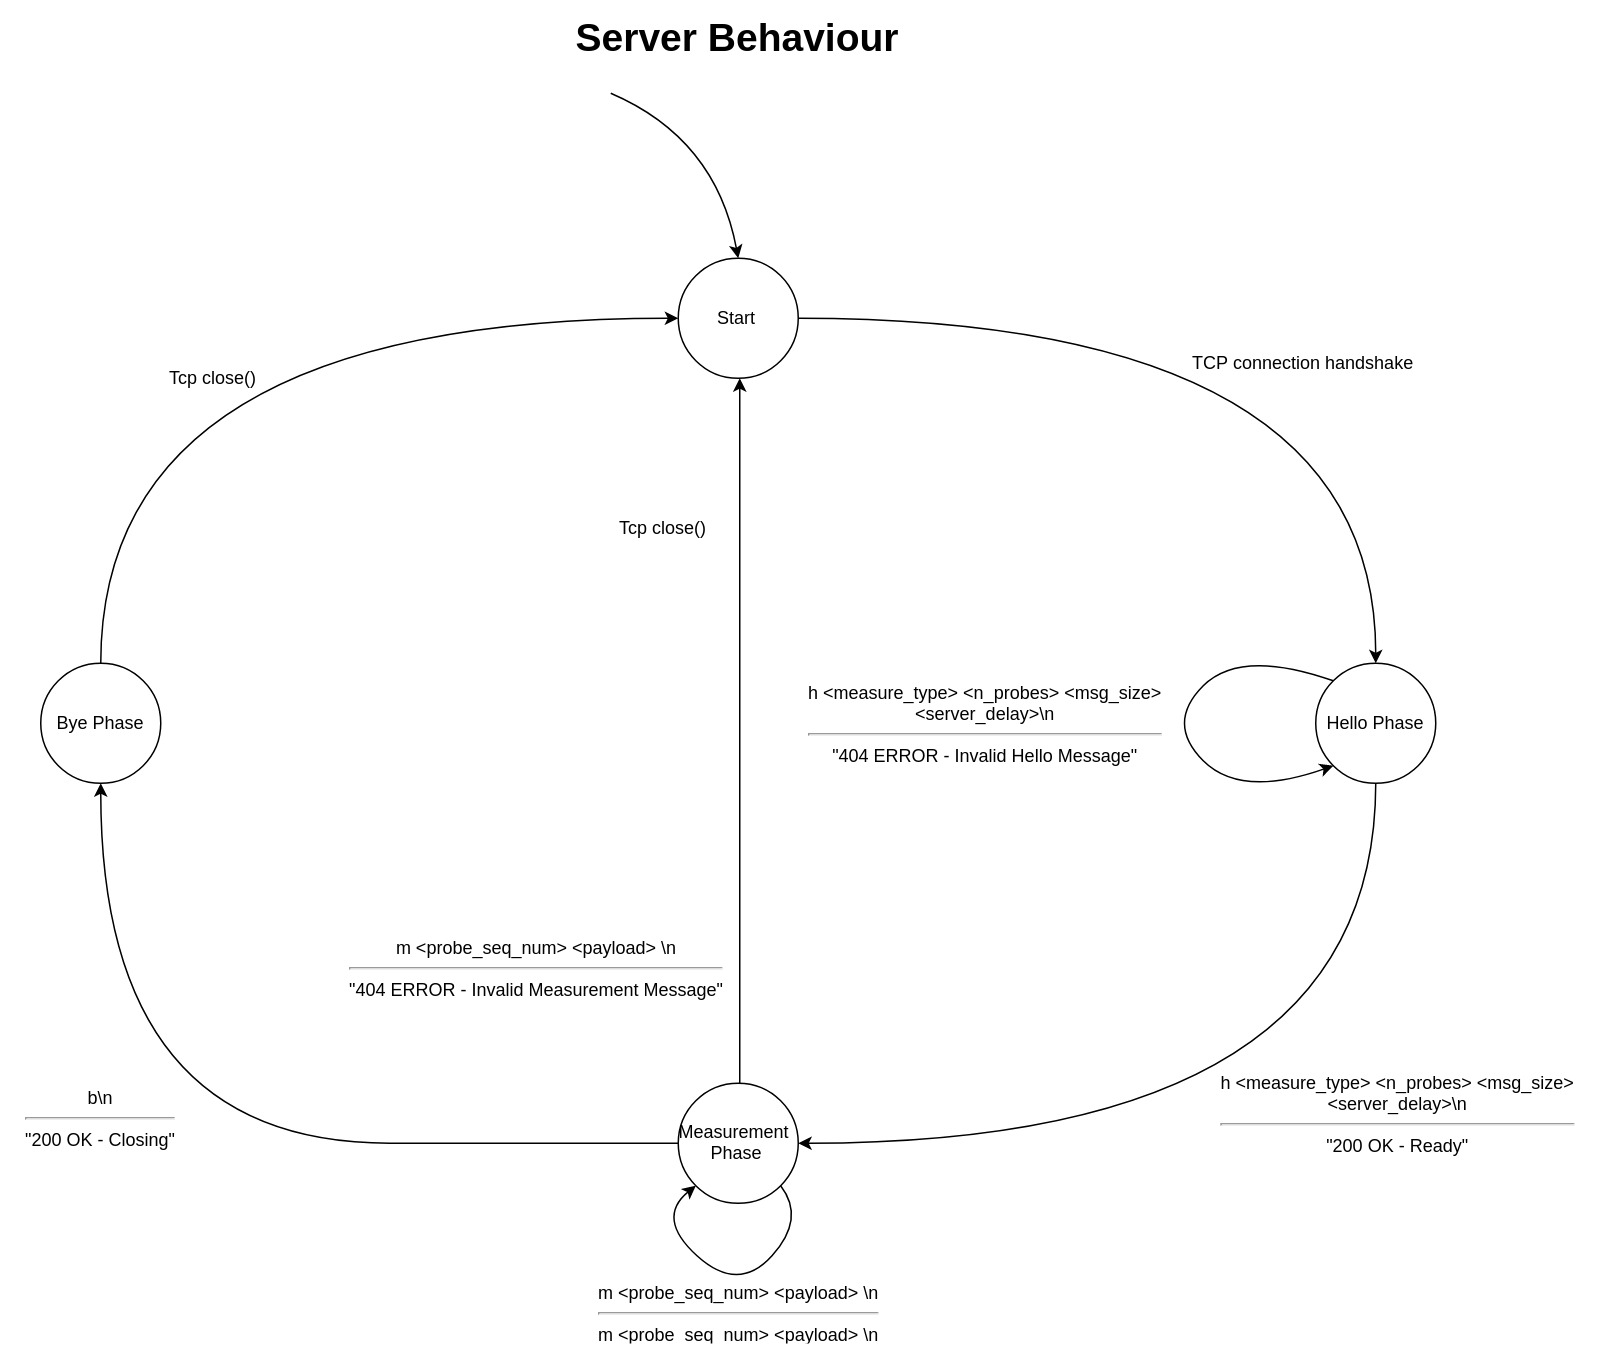 Server Behaviour
Start
Tcp close()
TCP connection handshake
Tcp close()
h <measure_type> <n_probes> <msg_size>
<server_delay>\n
"404 ERROR - Invalid Hello Message"
Bye Phase
Hello Phase
m <probe_seq_num> <payload> \n
"404 ERROR - Invalid Measurement Message"
b\n
"200 OK - Closing"
Measurement
Phase
h <measure_type> <n_probes> <msg_size>
<server_delay>\n
"200 OK - Ready"
m <probe_seq_num> <payload> \n
m <probe_seq_num> <payload> \n